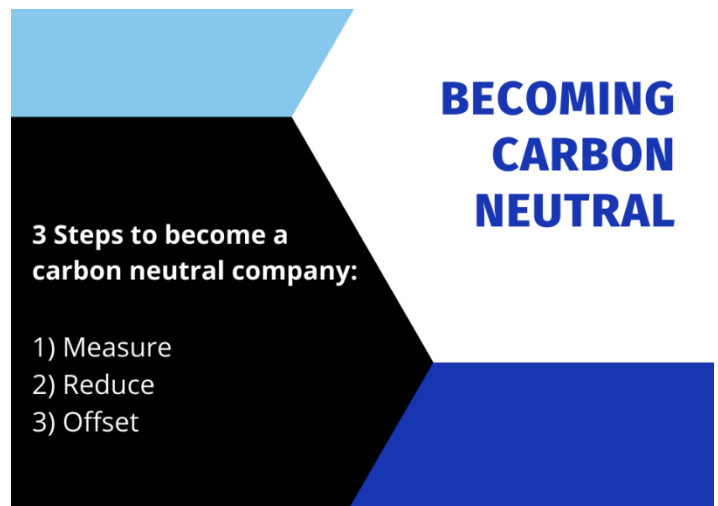 BECOMING
CARBON
NEUTRAL
3 Steps to become a
carbon neutral company:
1) Measure
2) Reduce
3) Offset